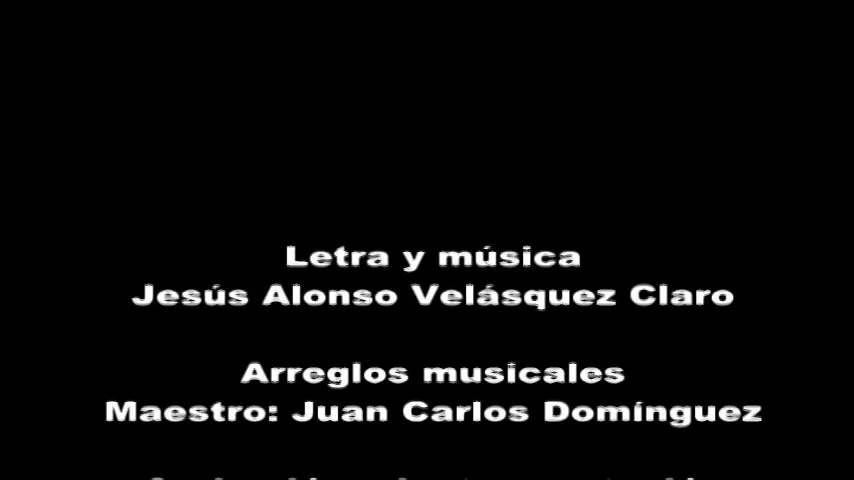 Letra y música
Jesús Alonso Velásquez Claro
Arreglos musicales
Maestro: Juan Carlos Domínguez